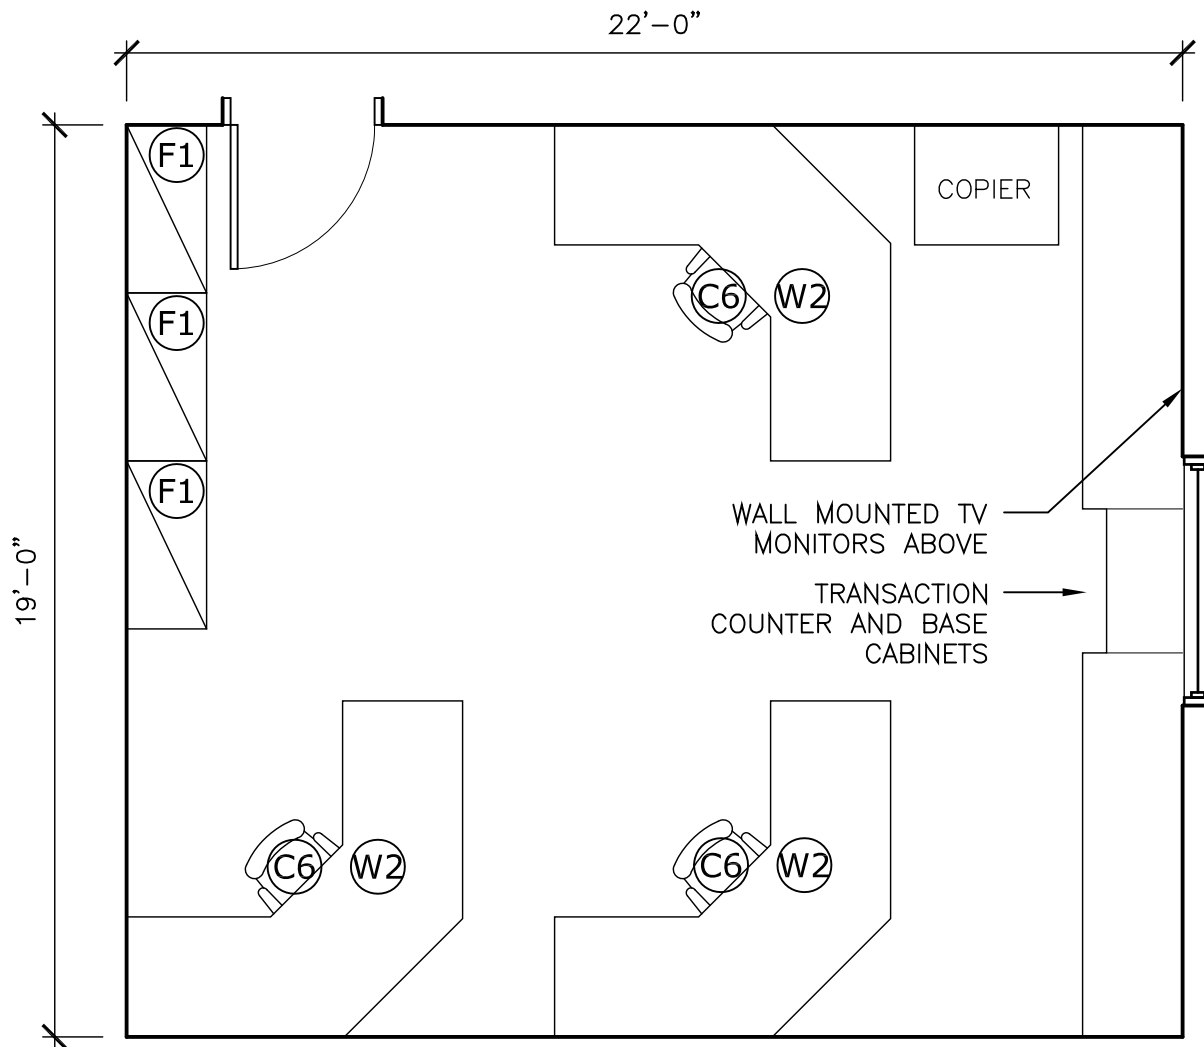 22'-0"
F1
COPIER
C6
W2
F1
F1
WALL MOUNTED TV
MONITORS ABOVE
19'-0"
TRANSACTION
COUNTER AND BASE
CABINETS
C6
W2
C6
W2